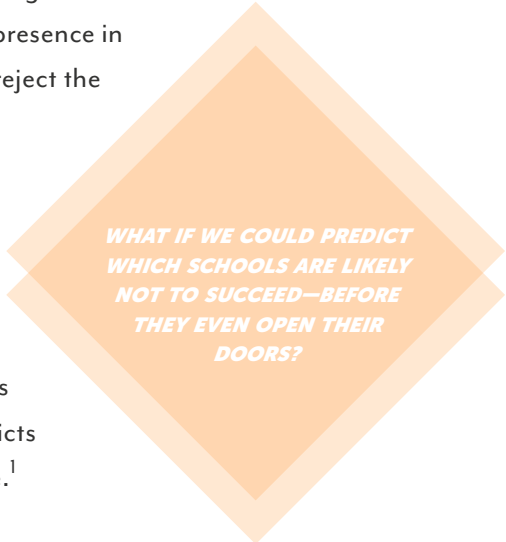 presence in
reject the
WHAT IF WE COULD PREDICT
WHICH SCHOOLS ARE LIKELY
NOT TO SUCCEED—BEFORE
THEY EVEN OPEN THEIR
DOORS?
.1